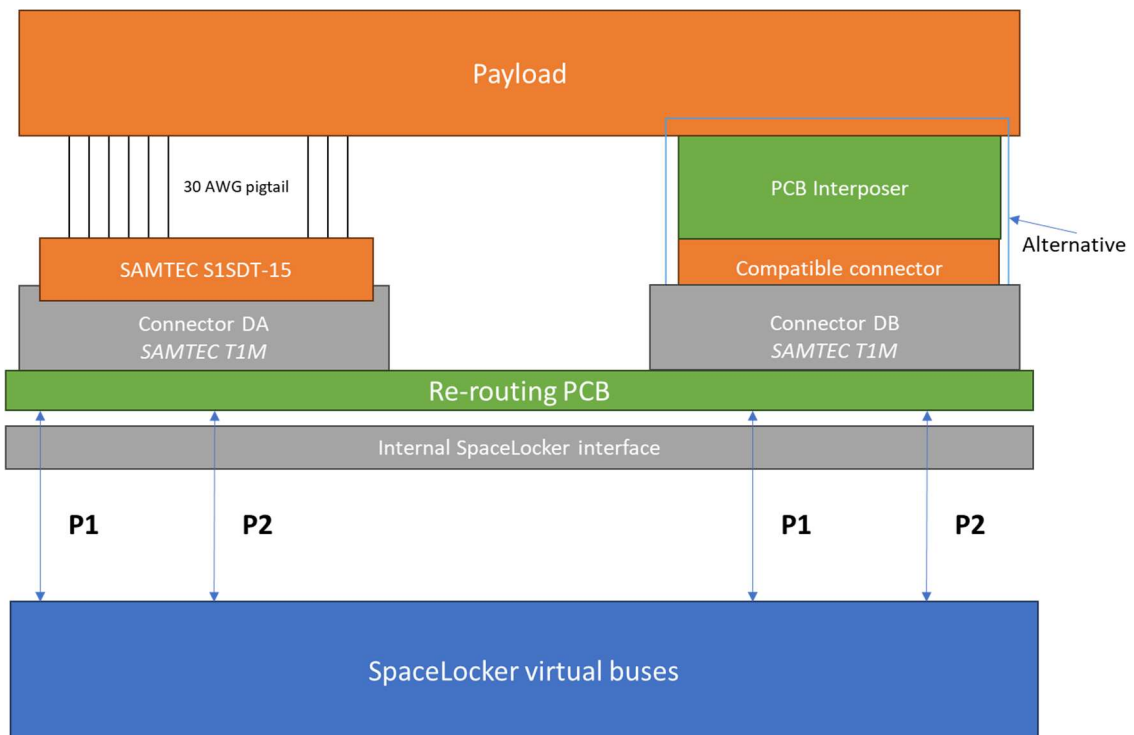 Payload
30 AWG pigtail
PCB Interposer
Alternative
SAMTEC S1SDT-15
Compatible connector
Connector DA
SAMTEC T1M
Connector DB
SAMTEC T1M
Re-routing PCB
Internal SpaceLocker interface
P1
P2
P1
P2
SpaceLocker virtual buses